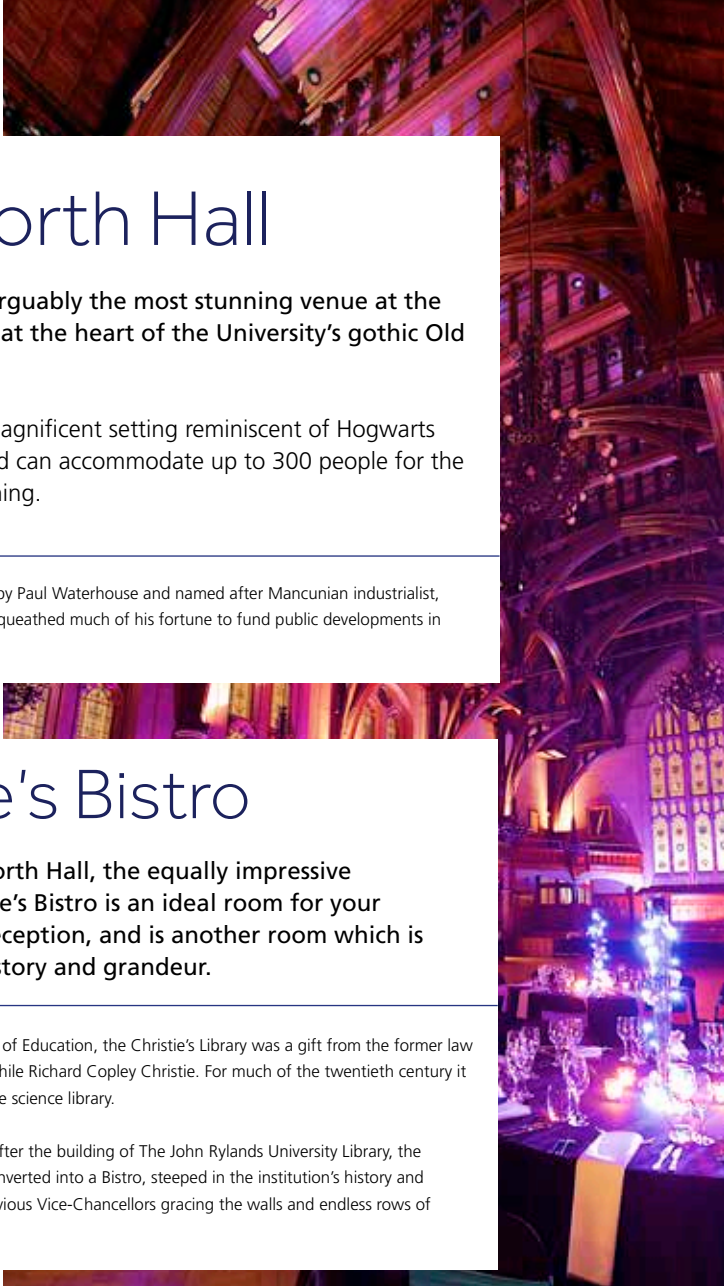 orth Hall
rguably the most stunning venue at the
at the heart of the University’s gothic Old
agnificent setting reminiscent of Hogwarts
d can accommodate up to 300 people for the
ing.
by Paul Waterhouse and named after Mancunian industrialist,
queathed much of his fortune to fund public developments in
e’s Bistro
orth Hall, the equally impressive
e’s Bistro is an ideal room for your
eception, and is another room which is
story and grandeur.
of Education, the Christie’s Library was a gift from the former law
hile Richard Copley Christie. For much of the twentieth century it
e science library.
fter the building of The John Rylands University Library, the
nverted into a Bistro, steeped in the institution’s history and
vious Vice-Chancellors gracing the walls and endless rows of